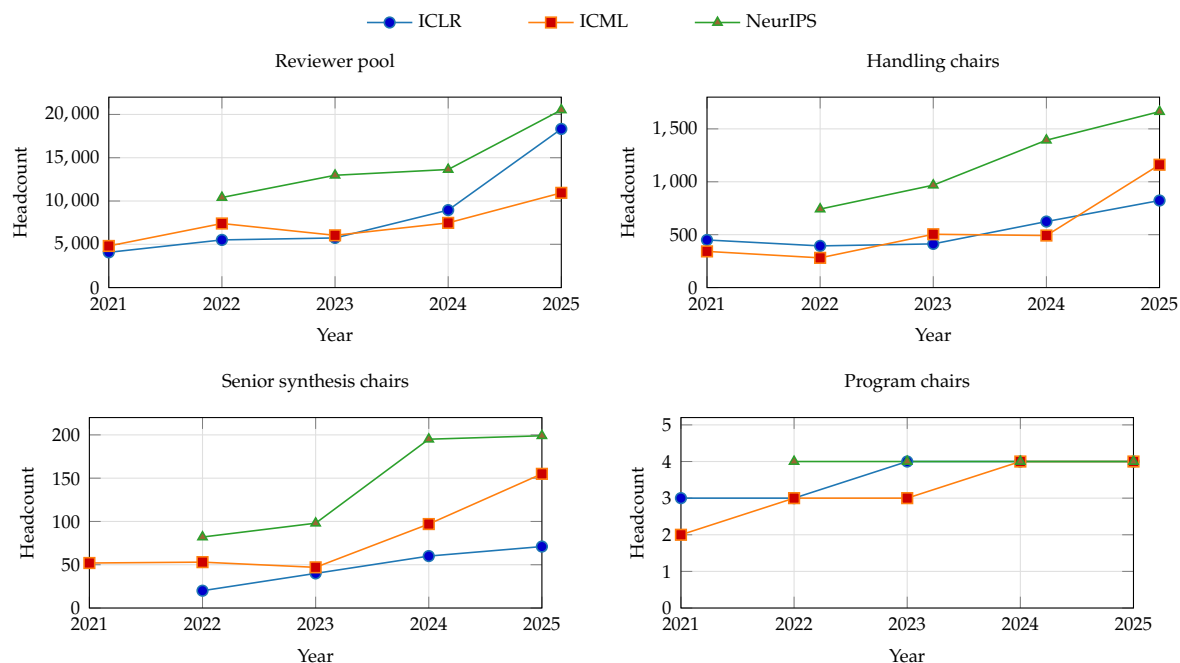 ICLR ICML NeurIPS
Reviewer pool
20,000
15,000
10,000
5,000
0
Headcount
2021 2022 2023 2024 2025
Year
Handling chairs
1,500
1,000
500
0
Headcount
2021 2022 2023 2024 2025
Year
Senior synthesis chairs
200
150
100
50
0
Headcount
2021 2022 2023 2024 2025
Year
Program chairs
5
4
3
2
1
0
Headcount
2021 2022 2023 2024 2025
Year